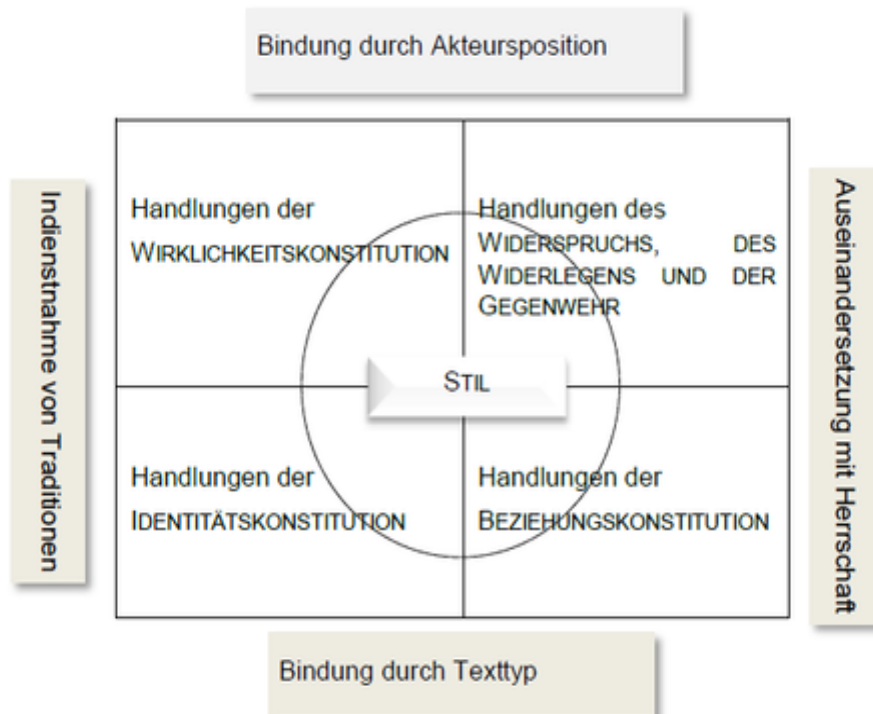 Bindung durch Akteursposition
Indienstnahme von Traditionen
Handlungen der
WIRKLICHKEITSKONSTITUTION
Handlungen des
WIDERSPRUCHS, DES
WIDERLEGENS UND DER
GEGENWEHR
STIL
Handlungen der
IDENTITÄTSKONSTITUTION
Handlungen der
BEZIEHUNGSKONSTITUTION
Auseinandersetzung mit Herrschaft
Bindung durch Texttyp